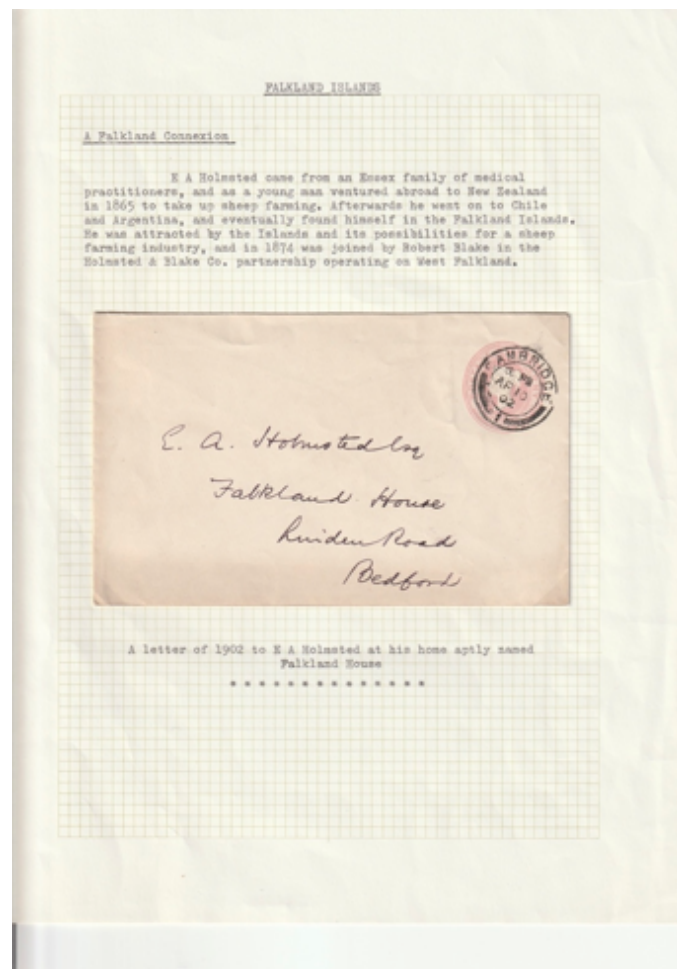 FALKLAND ISLANDS
A Falkland Connexion
E A Holmsted came from an Essex family of medical
practitioners, and as a young man ventured abroad to New Zealand
in 1865 to take up sheep farming. Afterwards he went on to Chile
and Argentina, and eventually found himself in the Falkland Islands.
He was attracted by the Islands and its possibilities for a sheep
farming industry, and in 1874 was joined by Robert Blake in the
Holmsted & Blake Co. partnership operating on West Falkland.
CAMBRIDGE
AP 10
02
1
E. A. Holmsted Esq
Falkland House
Road
Bedford
A letter of 1902 to E A Holmsted at his home aptly named
Falkland House
* * * * * * * * * * * * * *